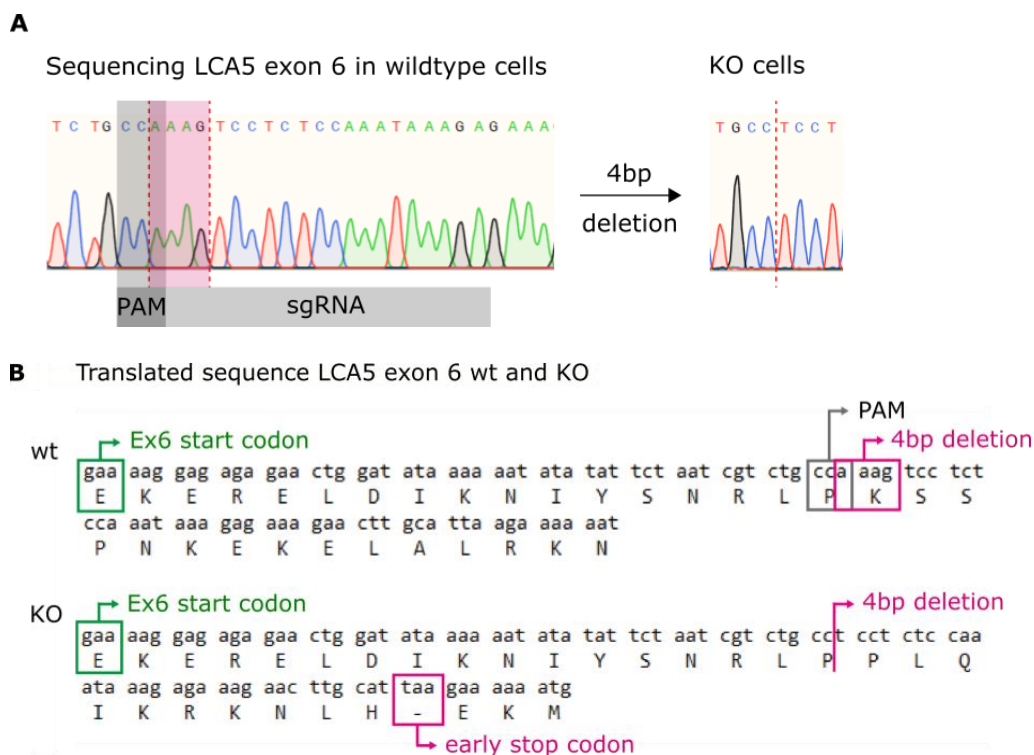 A
Sequencing LCA5 exon 6 in wildtype cells
KO cells
T C T G C C A A A G T C C T C T C C A A A T A A A G A G A A A
4bp
deletion
T G C C T C C T
PAM
sgRNA
B
Translated sequence LCA5 exon 6 wt and KO
PAM
wt
Ex6 start codon
4bp deletion
gaa aag gag aga gaa ctg gat ata aaa aat ata tat tct aat cgt ctg cca aag tcc tct
E K E R E L D I K N I Y S N R L P K S S
cca aat aaa gag aaa gaa ctt gca tta aga aaa aat
P N K E K E L A L R K N
KO
Ex6 start codon
4bp deletion
gaa aag gag aga gaa ctg gat ata aaa aat ata tat tct aat cgt ctg cct cct ctc caa
E K E R E L D I K N I Y S N R L P P L Q
ata aag aga aag aac ttg cat taa gaa aaa atg
I K R K N L H - E K M
early stop codon